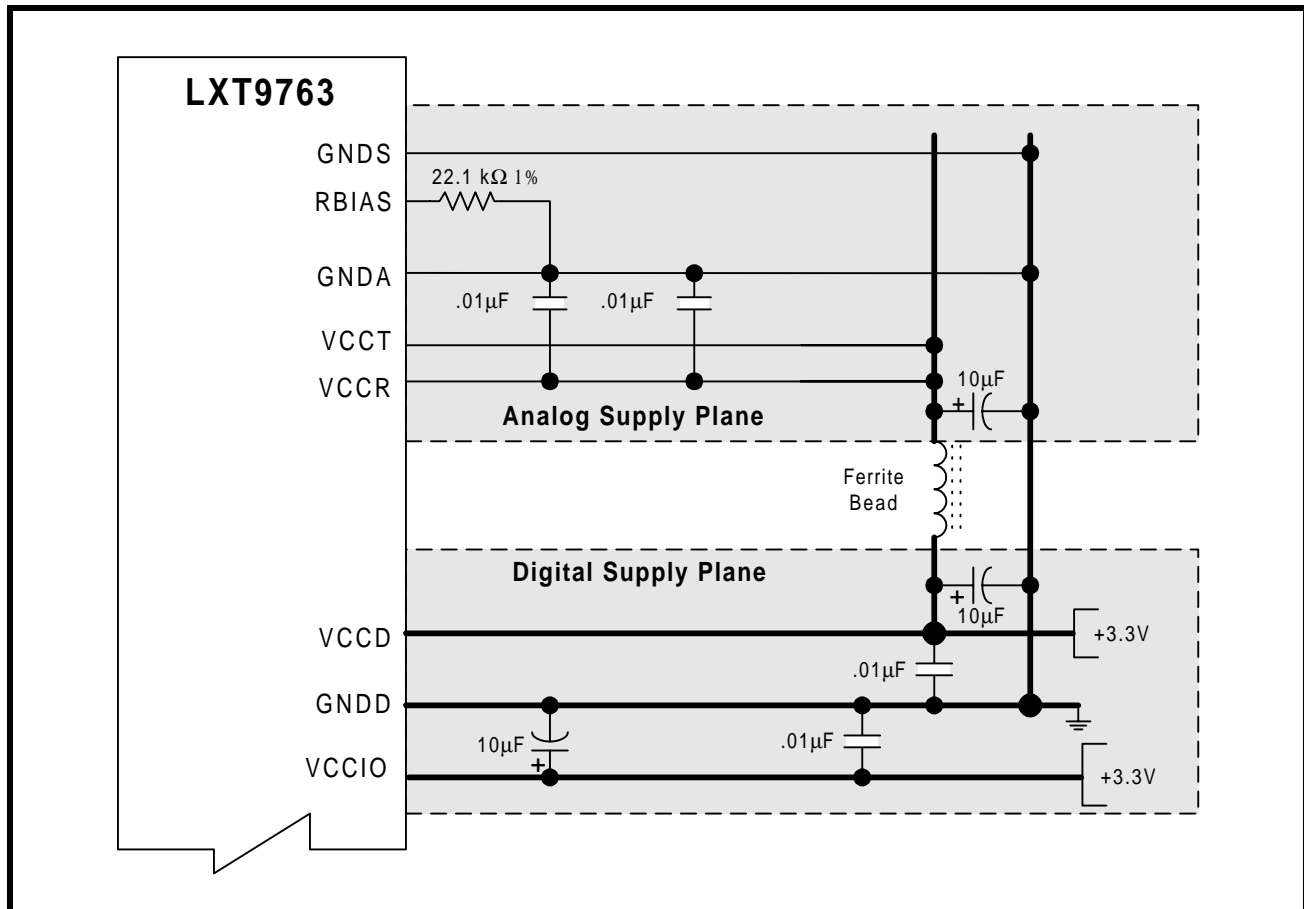 LXT9763
GNDS
22.1 kΩ 1%
RBIAS
GNDA
.01μF
.01μF
VCCT
VCCR
10μF
+
Analog Supply Plane
Ferrite
Bead
Digital Supply Plane
+
10μF
VCCD
+3.3V
.01μF
GNDD
10μF
+
.01μF
VCCIO
+3.3V